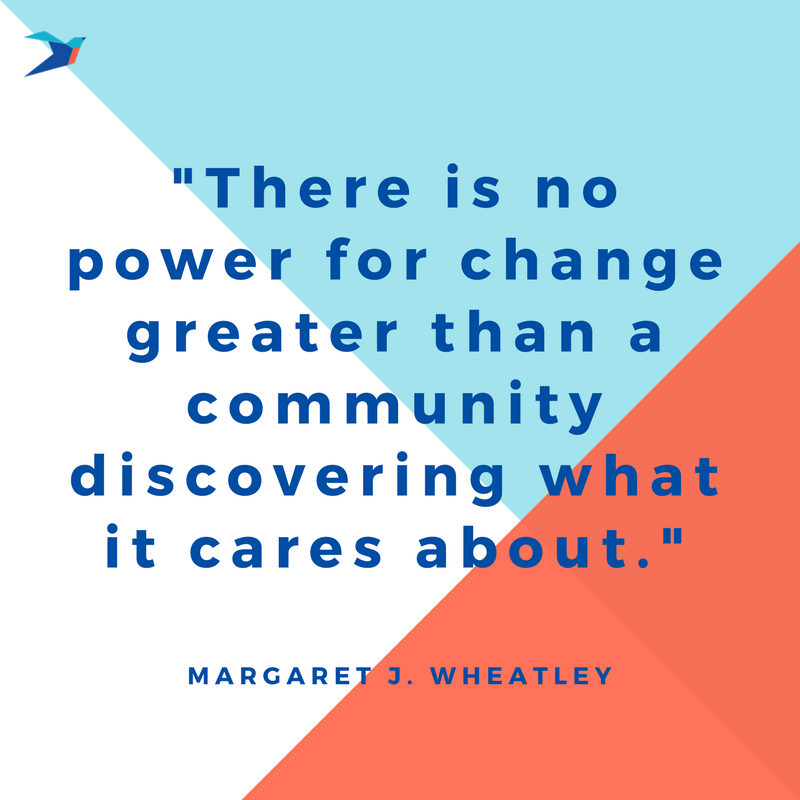 "There is no
power for change
greater than a
community
discovering what
it cares about."
MARGARET J. WHEATLEY